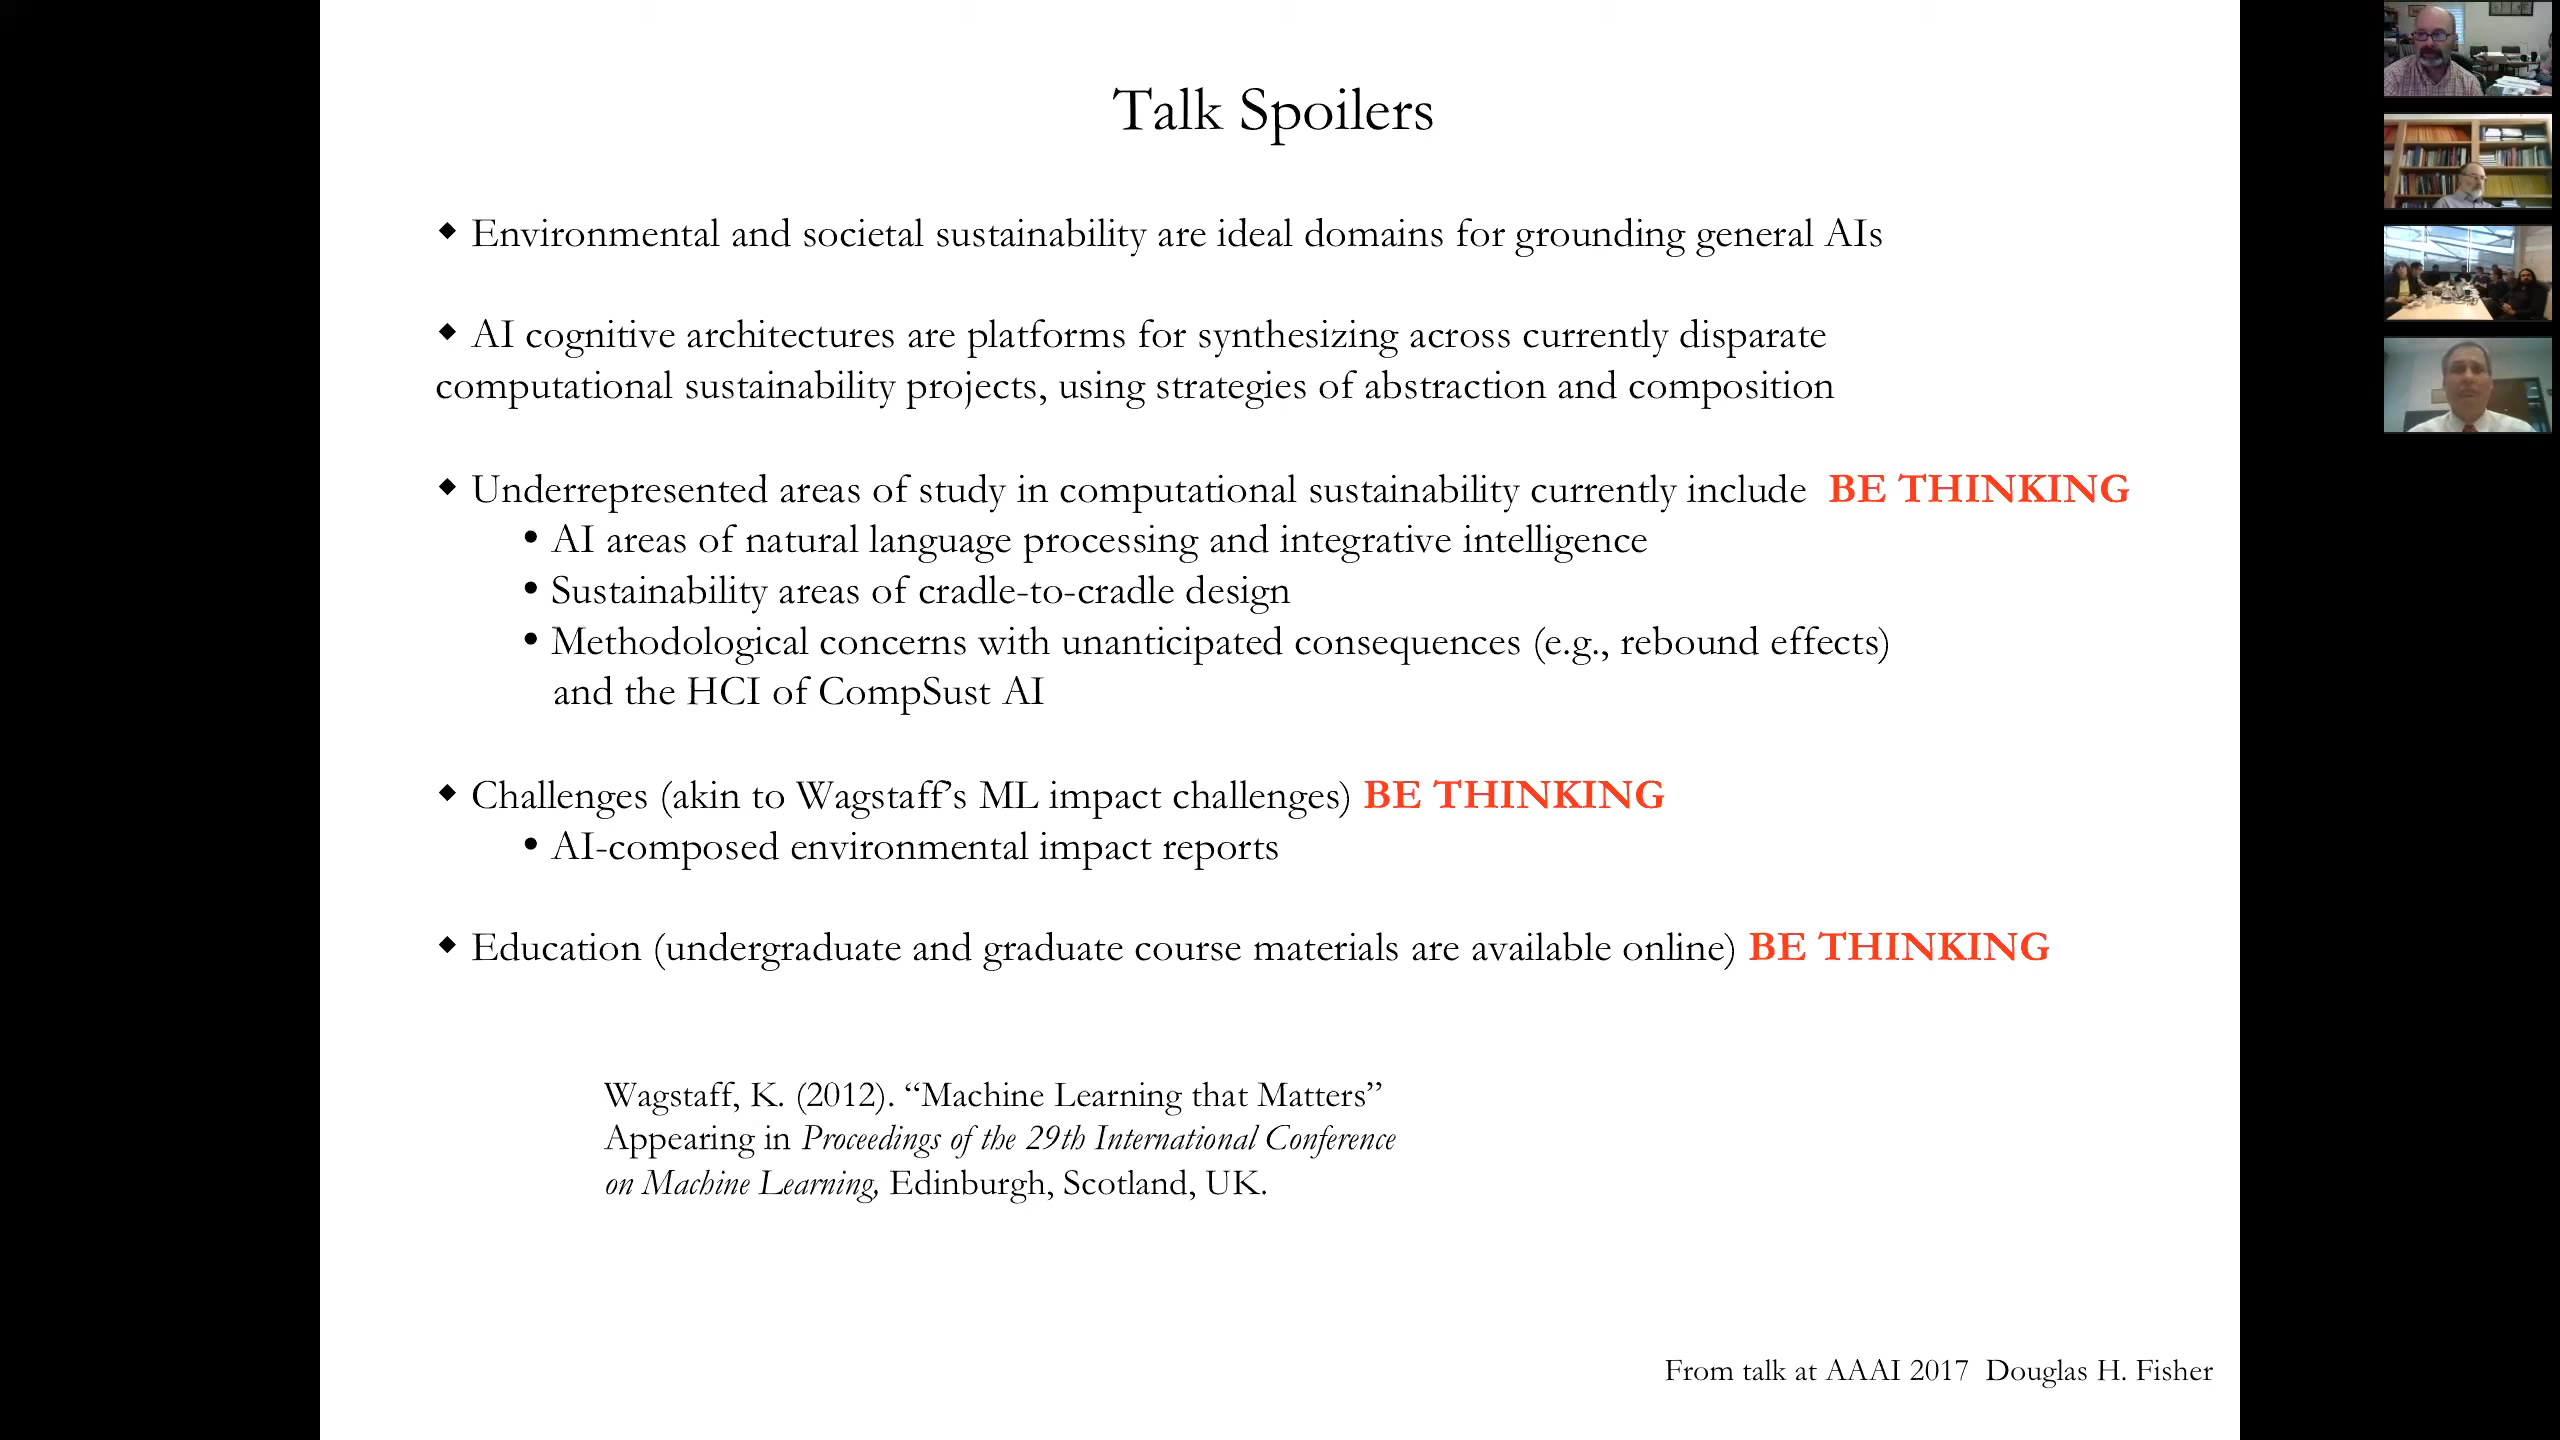 Talk Spoilers
◆ Environmental and societal sustainability are ideal domains for grounding general AIs
◆ AI cognitive architectures are platforms for synthesizing across currently disparate
computational sustainability projects, using strategies of abstraction and composition
◆ Underrepresented areas of study in computational sustainability currently include BE THINKING
• AI areas of natural language processing and integrative intelligence
• Sustainability areas of cradle-to-cradle design
• Methodological concerns with unanticipated consequences (e.g., rebound effects)
and the HCI of CompSust AI
◆ Challenges (akin to Wagstaff’s ML impact challenges) BE THINKING
• AI-composed environmental impact reports
◆ Education (undergraduate and graduate course materials are available online) BE THINKING
Wagstaff, K. (2012). “Machine Learning that Matters”
Appearing in Proceedings of the 29th International Conference
on Machine Learning, Edinburgh, Scotland, UK.
From talk at AAAI 2017 Douglas H. Fisher